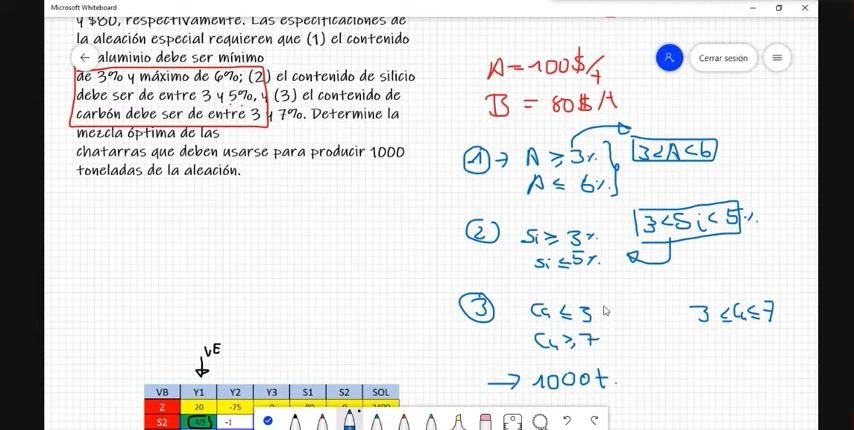 Microsoft Whiteboard
y $80, respectivamente. Las especificaciones de
la aleación especial requieren que (1) el contenido
aluminio debe ser mínimo
de 3% y máximo de 6%; (2) el contenido de silicio
debe ser de entre 3 y 5%, y (3) el contenido de
carbón debe ser de entre 3 y 7%. Determine la
mezcla óptima de las
chatarras que deben usarse para producir 1000
toneladas de la aleación.
Cerrar sesión
A = 100$/T
B = 80$/t
1 → A ≥ 3%
A ≤ 6%
3<A<6
2 Si ≥ 3%
Si ≤ 5%
3<Si<5%
3 Ca ≤ 3
Ca ≥ 7
3 ≤ Ca ≤ 7
→ 1000t.
VE
VB Y1 Y2 Y3 S1 S2 SOL
Z 20 -75
S2 4/5 -1